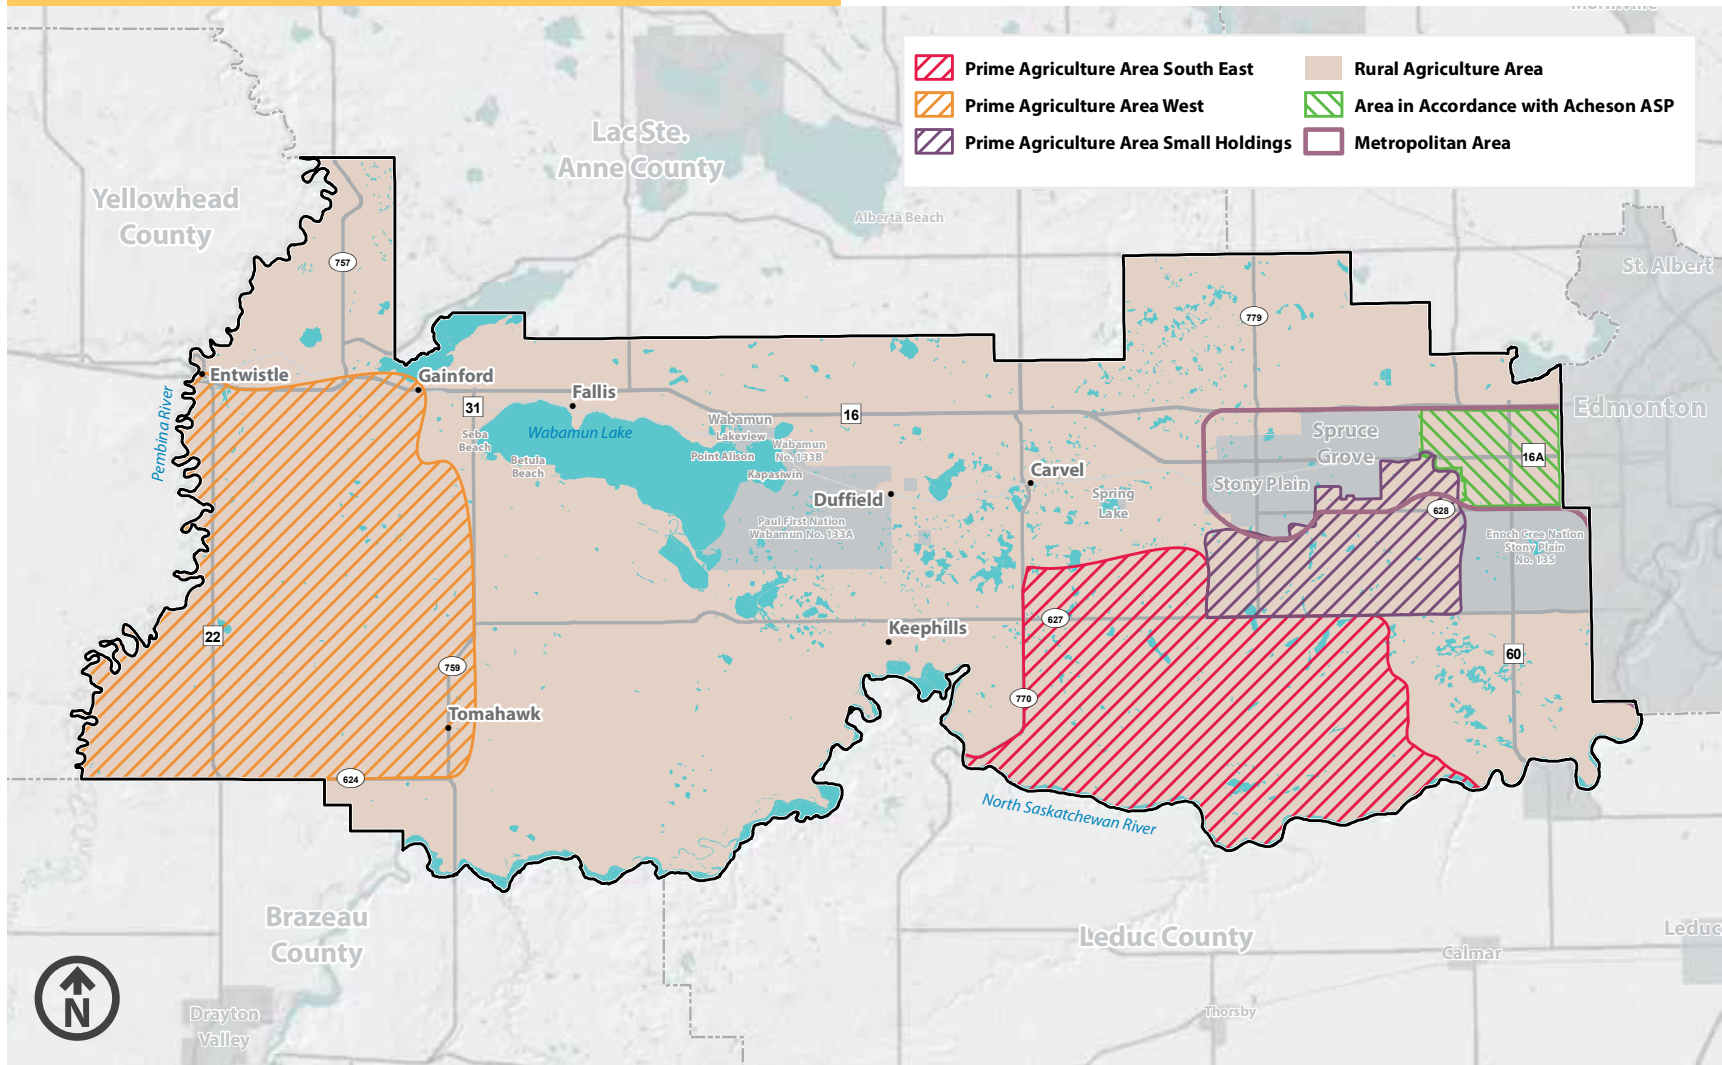 Morinville
Prime Agriculture Area South East
Prime Agriculture Area West
Prime Agriculture Area Small Holdings
Rural Agriculture Area
Area in Accordance with Acheson ASP
Metropolitan Area
Lac Ste.
Anne County
Yellowhead
County
Alberta Beach
St. Albert
757
779
Entwistle
Gainford
Fallis
31
16
Edmonton
Pembina River
Wabamun Lake
Seba
Beach
Betula
Beach
Wabamun
Lakeview
Point Alison
Wabamun
No. 133B
Kapasiwin
Spruce
Grove
16A
Stony Plain
Carvel
Duffield
Spring
Lake
628
Paul First Nation
Wabamun No. 133A
Enoch Cree Nation
Stony Plain
No. 135
22
Keephills
627
60
759
770
Tomahawk
624
North Saskatchewan River
Brazeau
County
Leduc County
Leduc
Calmar
Thorsby
Drayton
Valley
N